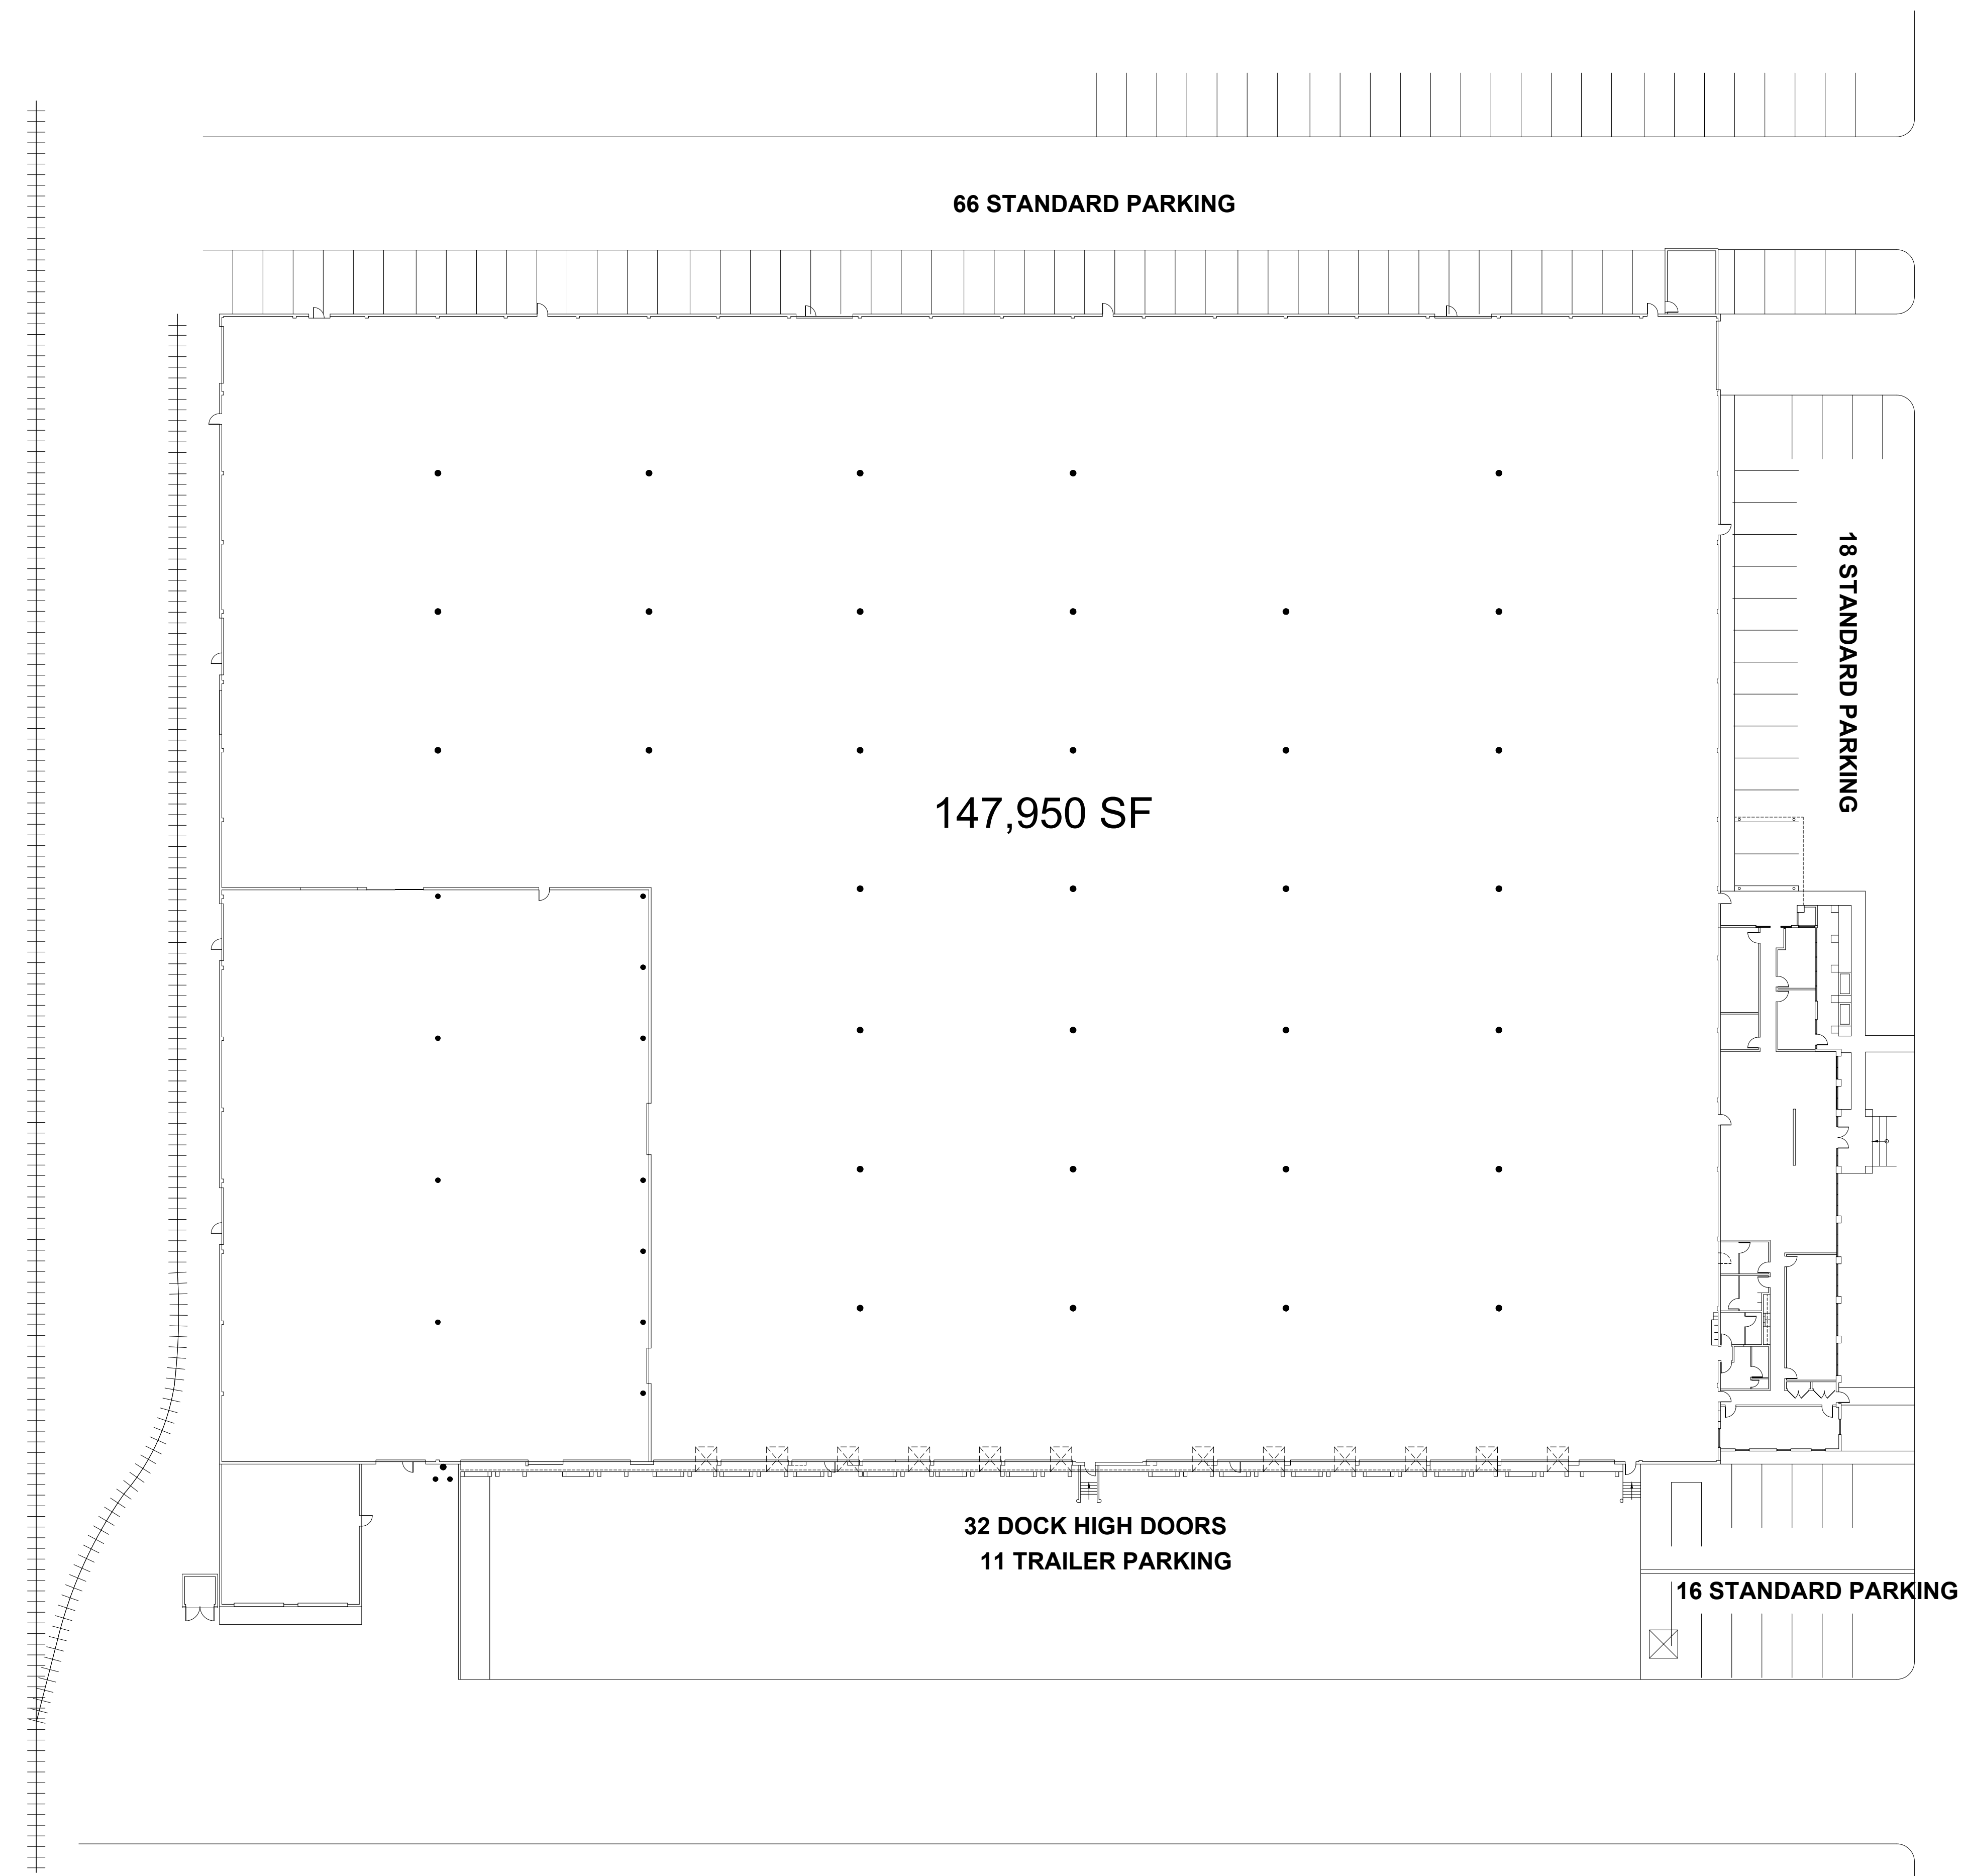 66 STANDARD PARKING
18 STANDARD PARKING
147,950 SF
32 DOCK HIGH DOORS
11 TRAILER PARKING
16 STANDARD PARKING